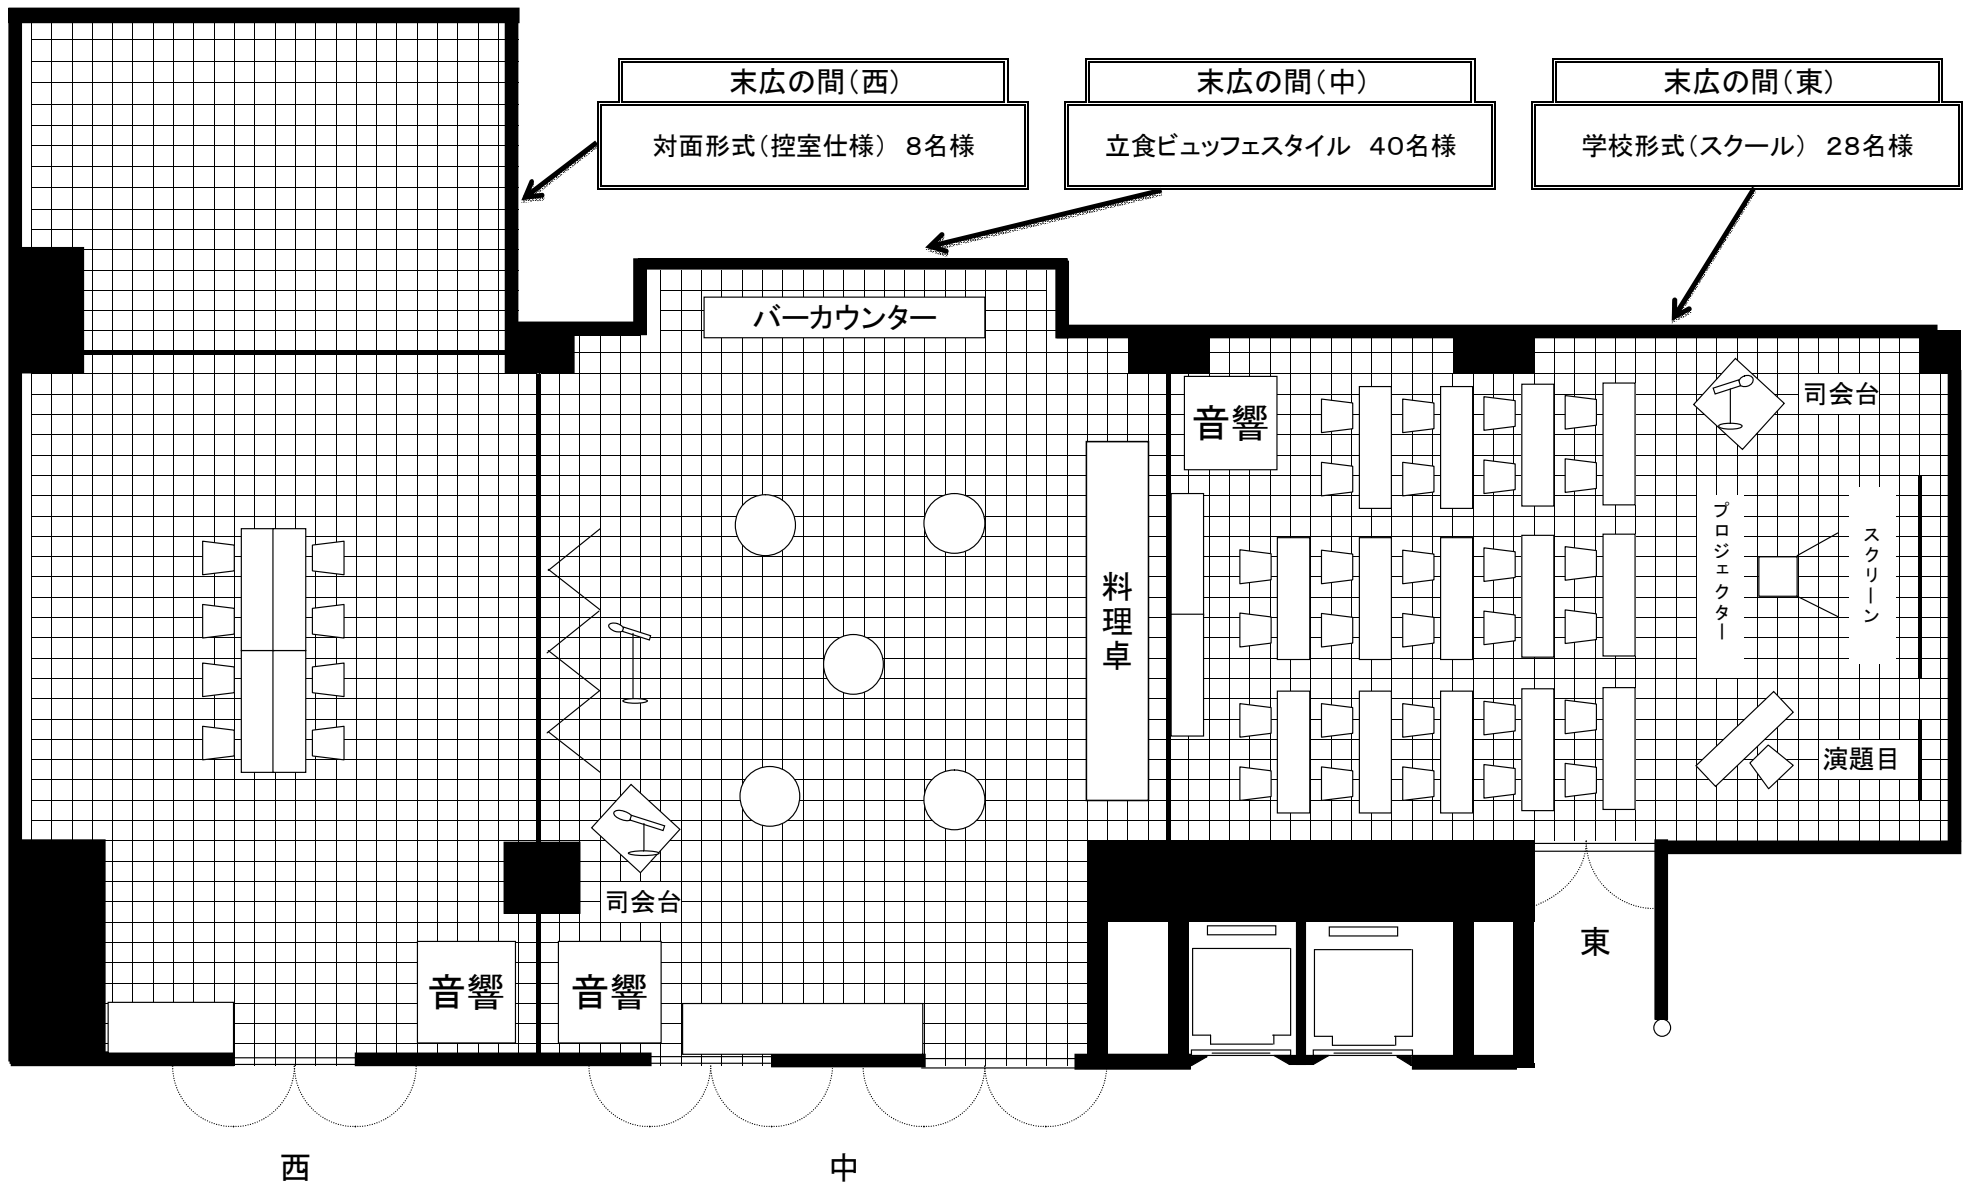 末広の間（西）
対面形式（控室仕様）　8名様
末広の間（中）
立食ビュッフェスタイル　40名様
末広の間（東）
学校形式（スクール）　28名様
バーカウンター
音響
司会台
料理卓
プロジェクター
スクリーン
演題目
司会台
音響
音響
東
西
中